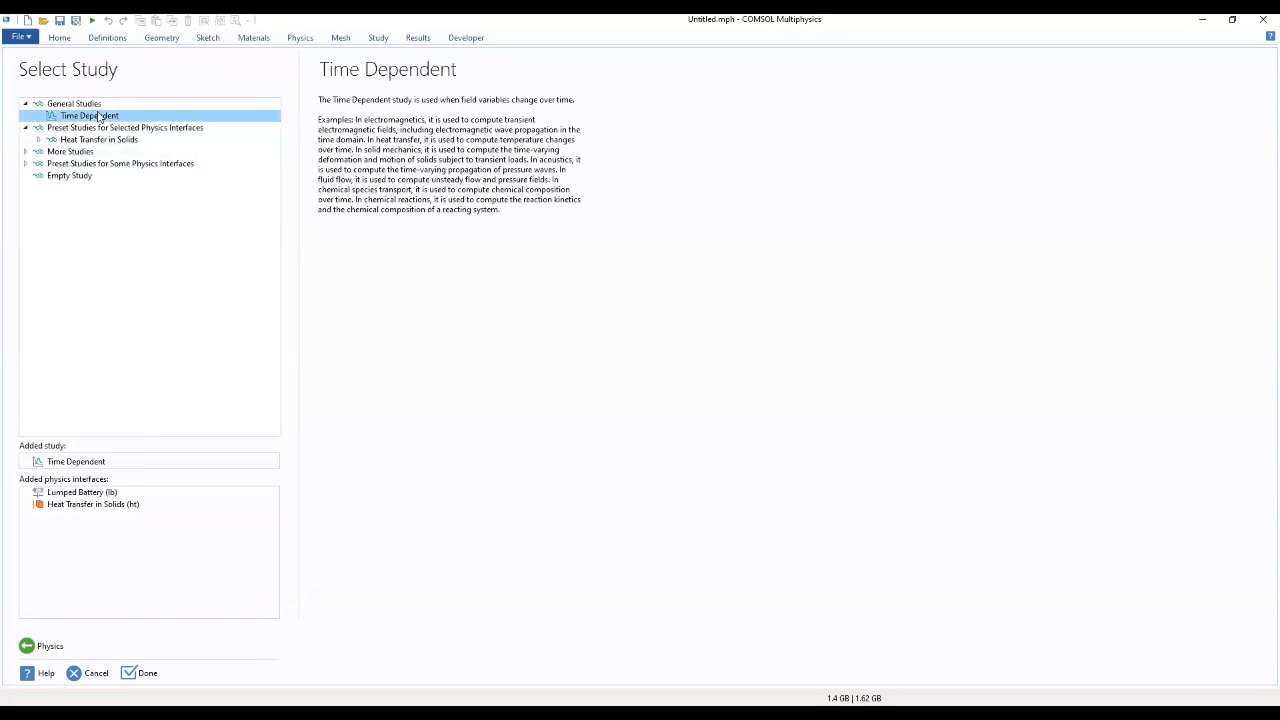 Untitled.mph - COMSOL Multiphysics
File
Home
Definitions
Geometry
Sketch
Materials
Physics
Mesh
Study
Results
Developer
Select Study
General Studies
Time Dependent
Preset Studies for Selected Physics Interfaces
Heat Transfer in Solids
More Studies
Preset Studies for Some Physics Interfaces
Empty Study
Added study:
Time Dependent
Added physics interfaces:
Lumped Battery (lb)
Heat Transfer in Solids (ht)
Physics
Help
Cancel
Done
Time Dependent
The Time Dependent study is used when field variables change over time.
Examples: In electromagnetics, it is used to compute transient
electromagnetic fields, including electromagnetic wave propagation in the
time domain. In heat transfer, it is used to compute temperature changes
over time. In solid mechanics, it is used to compute the time-varying
deformation and motion of solids subject to transient loads. In acoustics, it
is used to compute the time-varying propagation of pressure waves. In
fluid flow, it is used to compute unsteady flow and pressure fields. In
chemical species transport, it is used to compute chemical composition
over time. In chemical reactions, it is used to compute the reaction kinetics
and the chemical composition of a reacting system.
1.4 GB | 1.62 GB